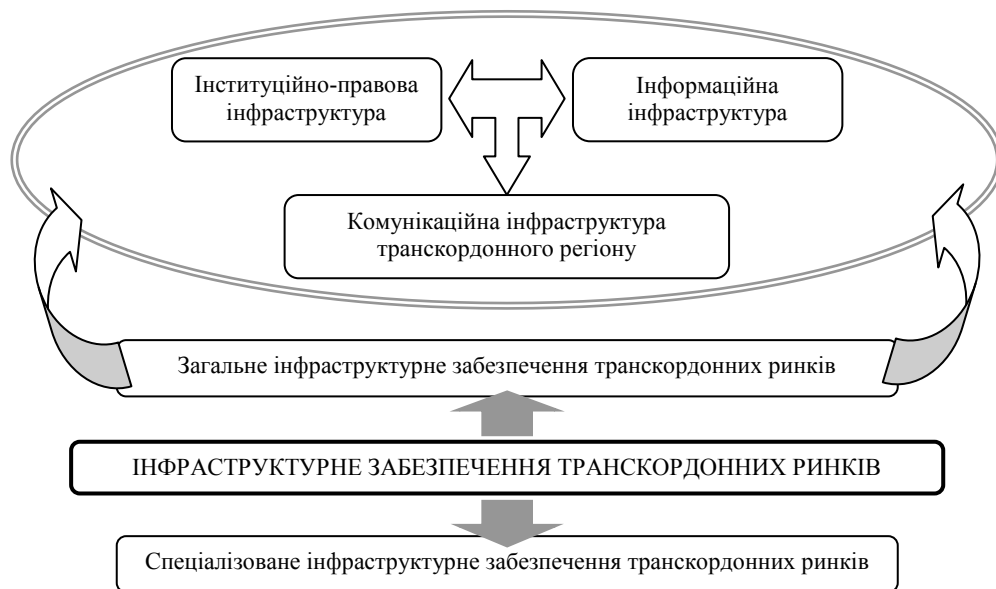 Інституційно-правова
інфраструктура
Інформаційна
інфраструктура
Комунікаційна інфраструктура
транскордонного регіону
Загальне інфраструктурне забезпечення транскордонних ринків
ІНФРАСТРУКТУРНЕ ЗАБЕЗПЕЧЕННЯ ТРАНСКОРДОННИХ РИНКІВ
Спеціалізоване інфраструктурне забезпечення транскордонних ринків